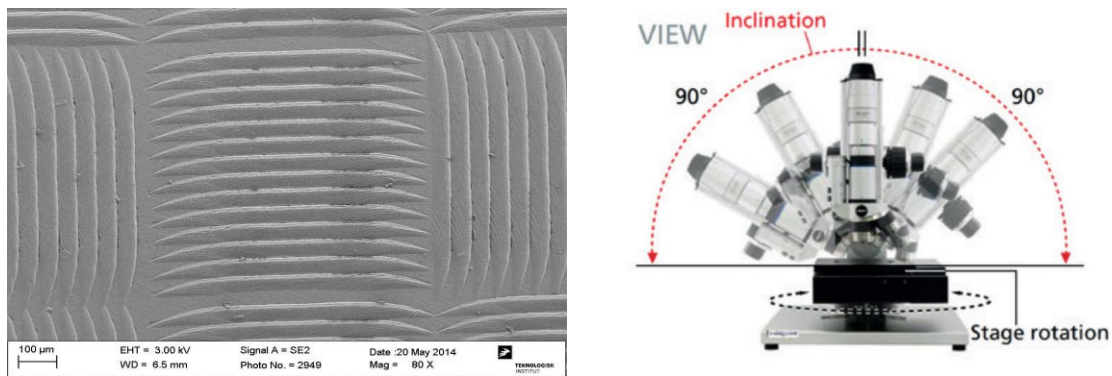 100 µm
EHT = 3.00 kV Signal A = SE2 Date :20 May 2014
WD = 6.5 mm Photo No. = 2949 Mag = 80 X
TEKNOLOGISK
INSTITUT
VIEW
Inclination
90° 90°
Stage rotation